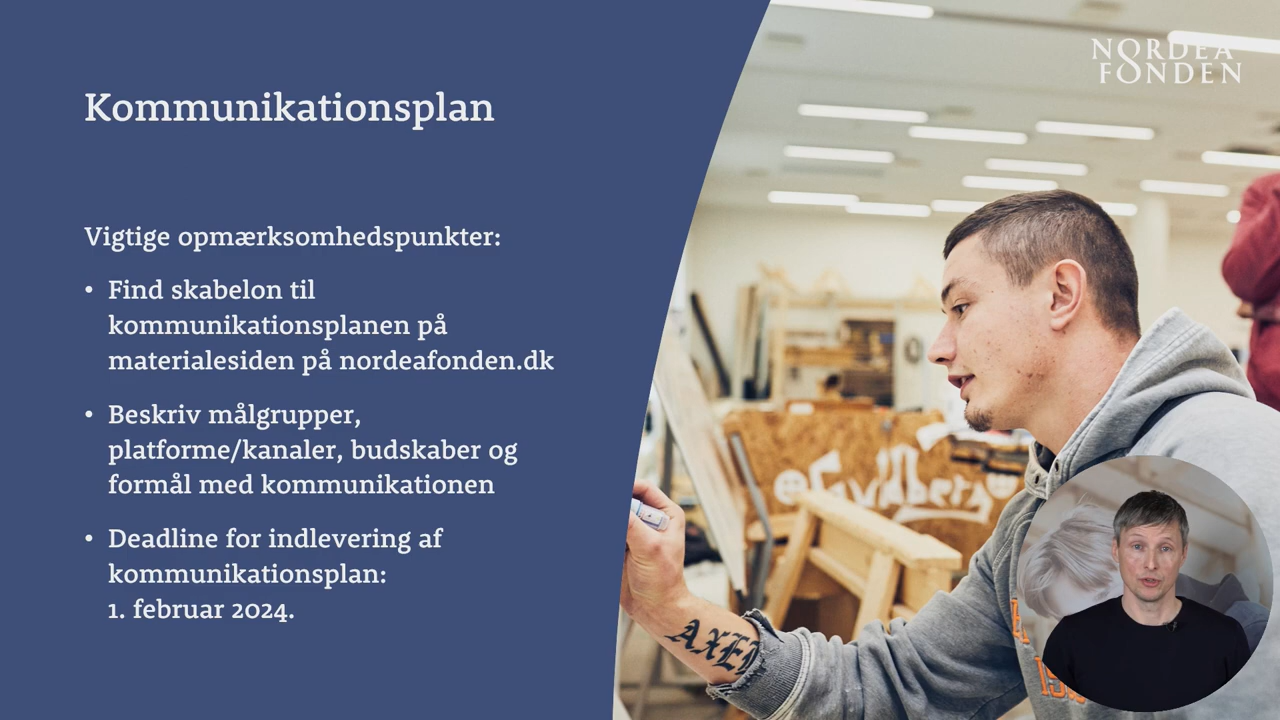 NORDEA
FONDEN
Kommunikationsplan
Vigtige opmærksomhedspunkter:
• Find skabelon til
kommunikationsplanen på
materialesiden på nordeafonden.dk
• Beskriv målgrupper,
platforme/kanaler, budskaber og
formål med kommunikationen
• Deadline for indlevering af
kommunikationsplan:
1. februar 2024.